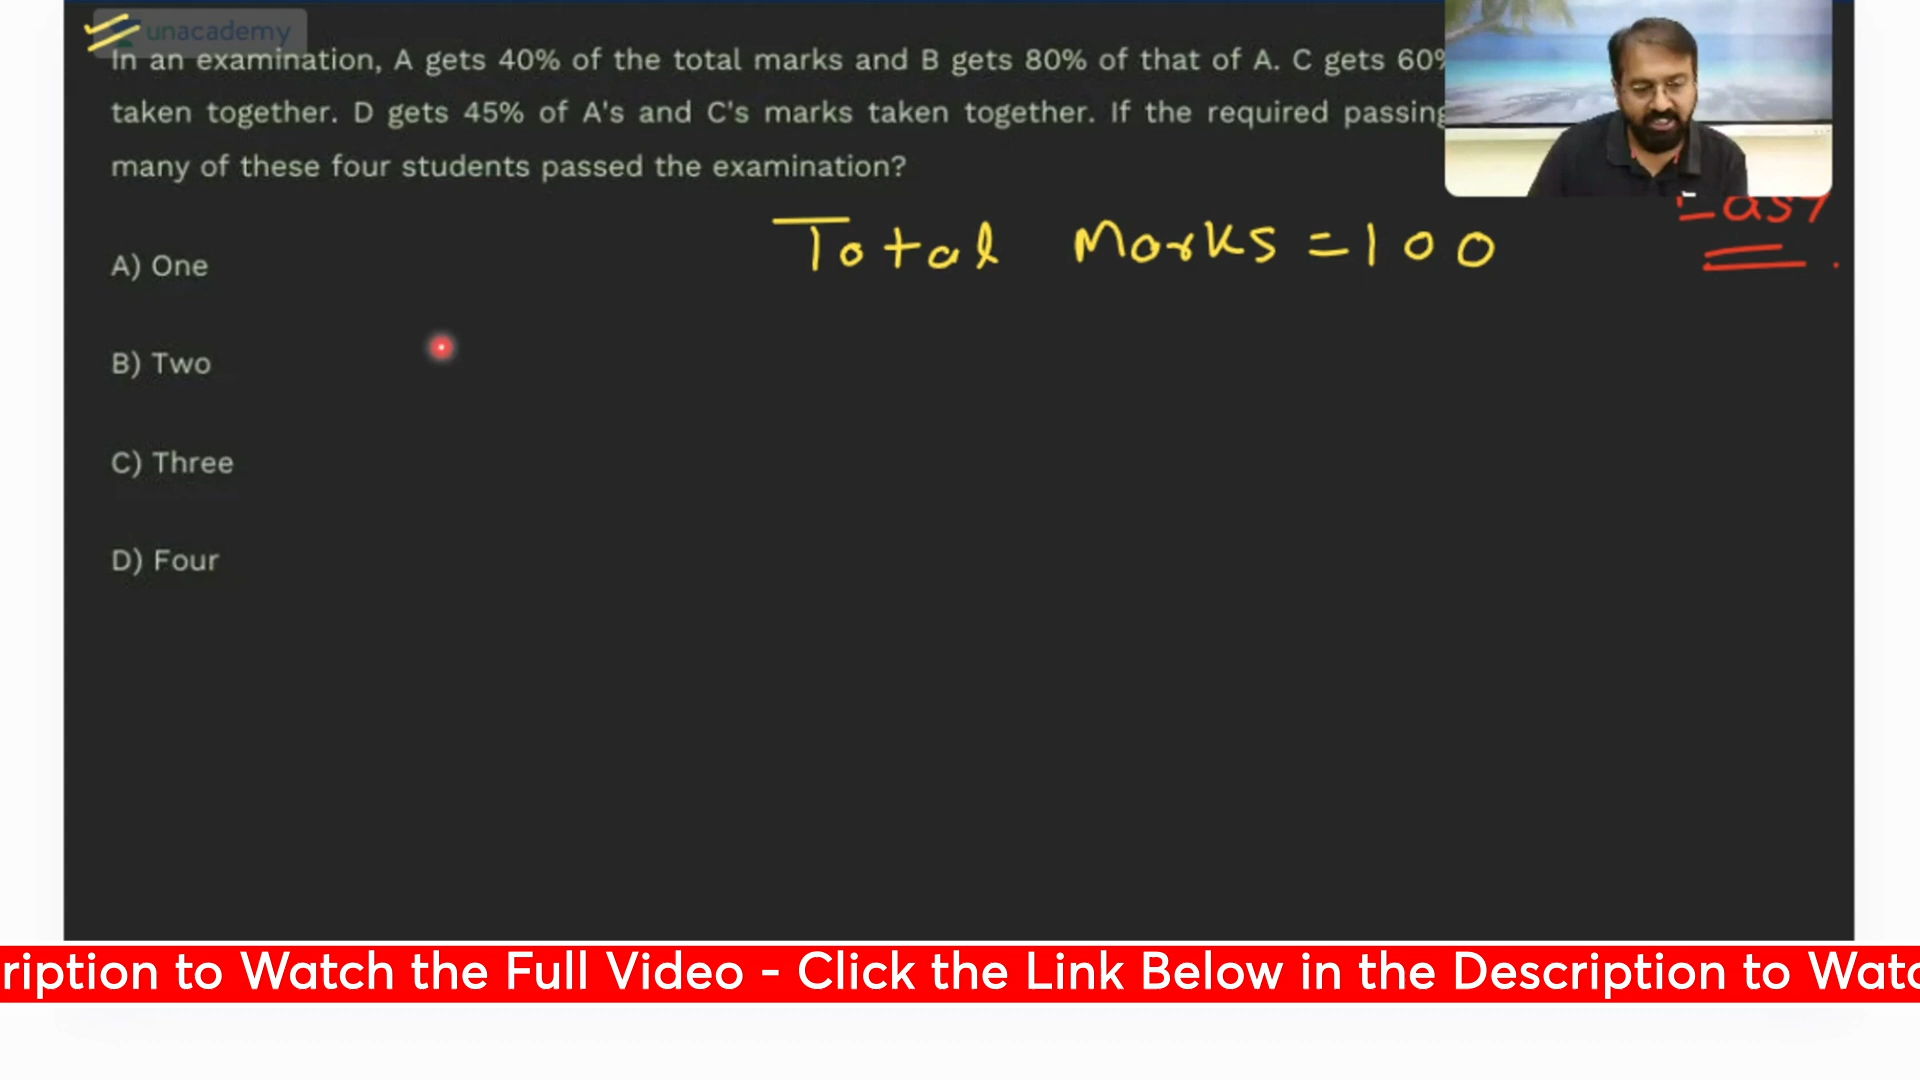 unacademy
In an examination, A gets 40% of the total marks and B gets 80% of that of A. C gets 60%
taken together. D gets 45% of A's and C's marks taken together. If the required passing
many of these four students passed the examination?
Total Marks = 100
A) One
B) Two
C) Three
D) Four
ription to Watch the Full Video - Click the Link Below in the Description to Watc